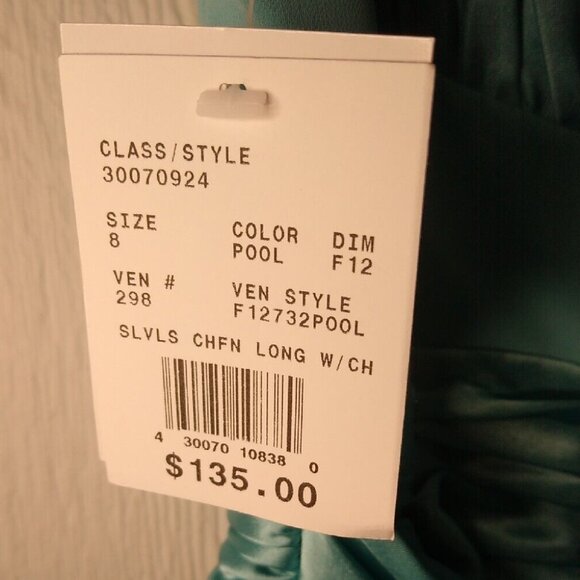 CLASS/STYLE
30070924
SIZE COLOR DIM
8 POOL F12
VEN # VEN STYLE
298 F12732POOL
SLVLS CHFN LONG W/CH
4 30070 10838 0
$135.00